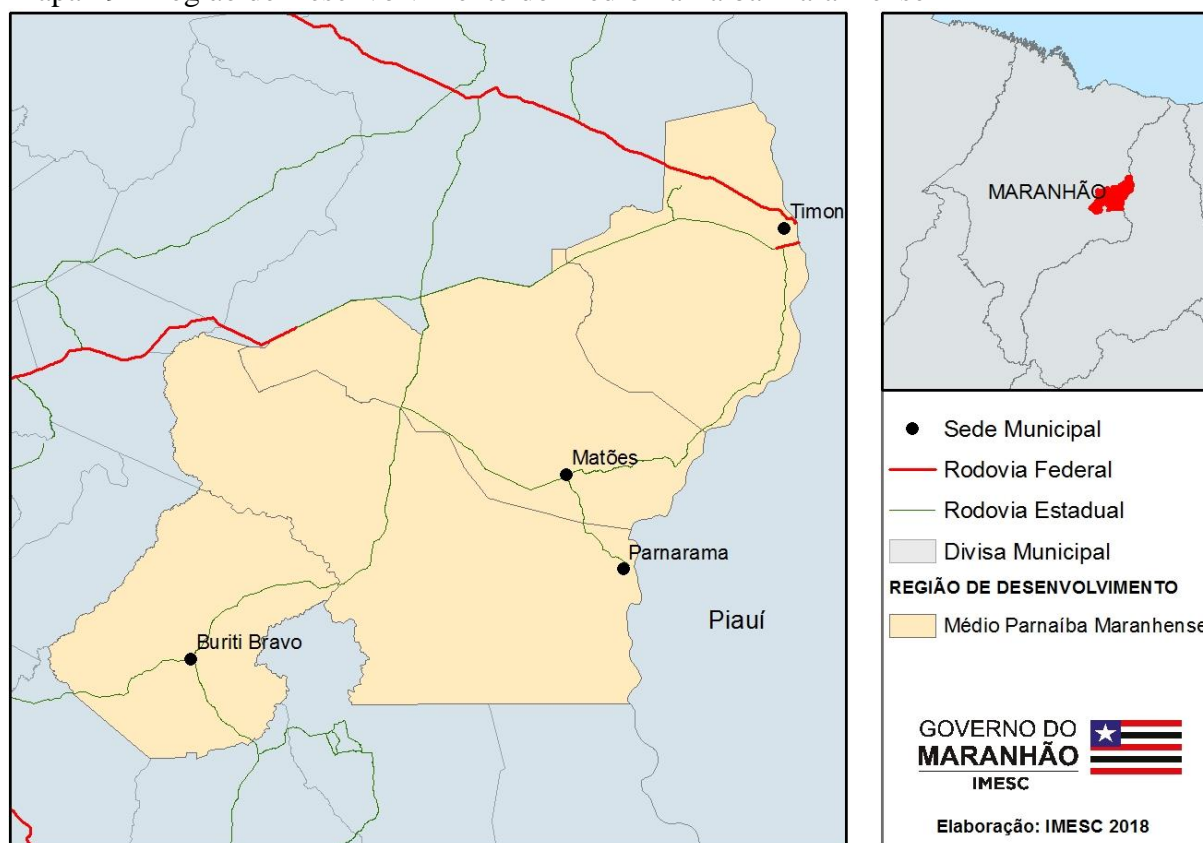 Timon
Matões
Parnarama
Piauí
Buriti Bravo
MARANHÃO
Sede Municipal
Rodovia Federal
Rodovia Estadual
Divisa Municipal
REGIÃO DE DESENVOLVIMENTO
Médio Parnaíba Maranhense
GOVERNO DO
MARANHÃO
IMESC
Elaboração: IMESC 2018